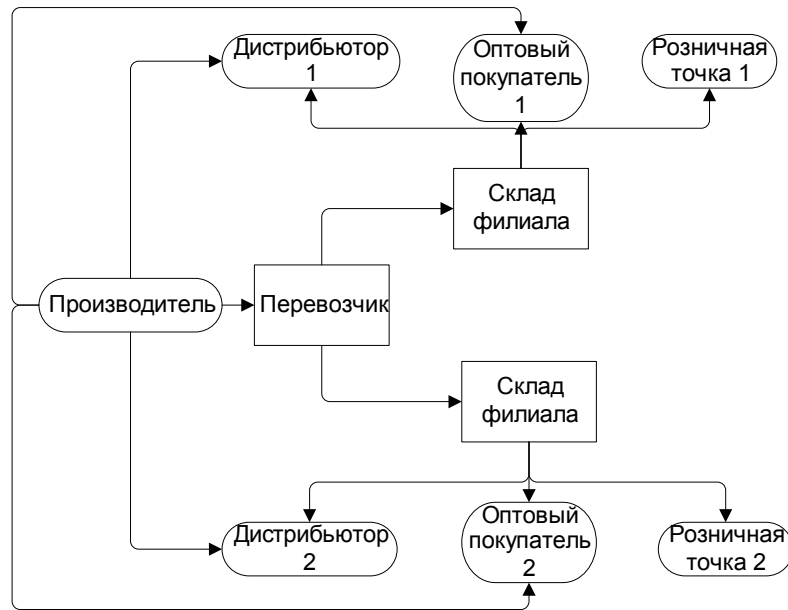 Дистрибьютор
1
Оптовый
покупатель
1
Розничная
точка 1
Склад
филиала
Производитель
Перевозчик
Склад
филиала
Дистрибьютор
2
Оптовый
покупатель
2
Розничная
точка 2